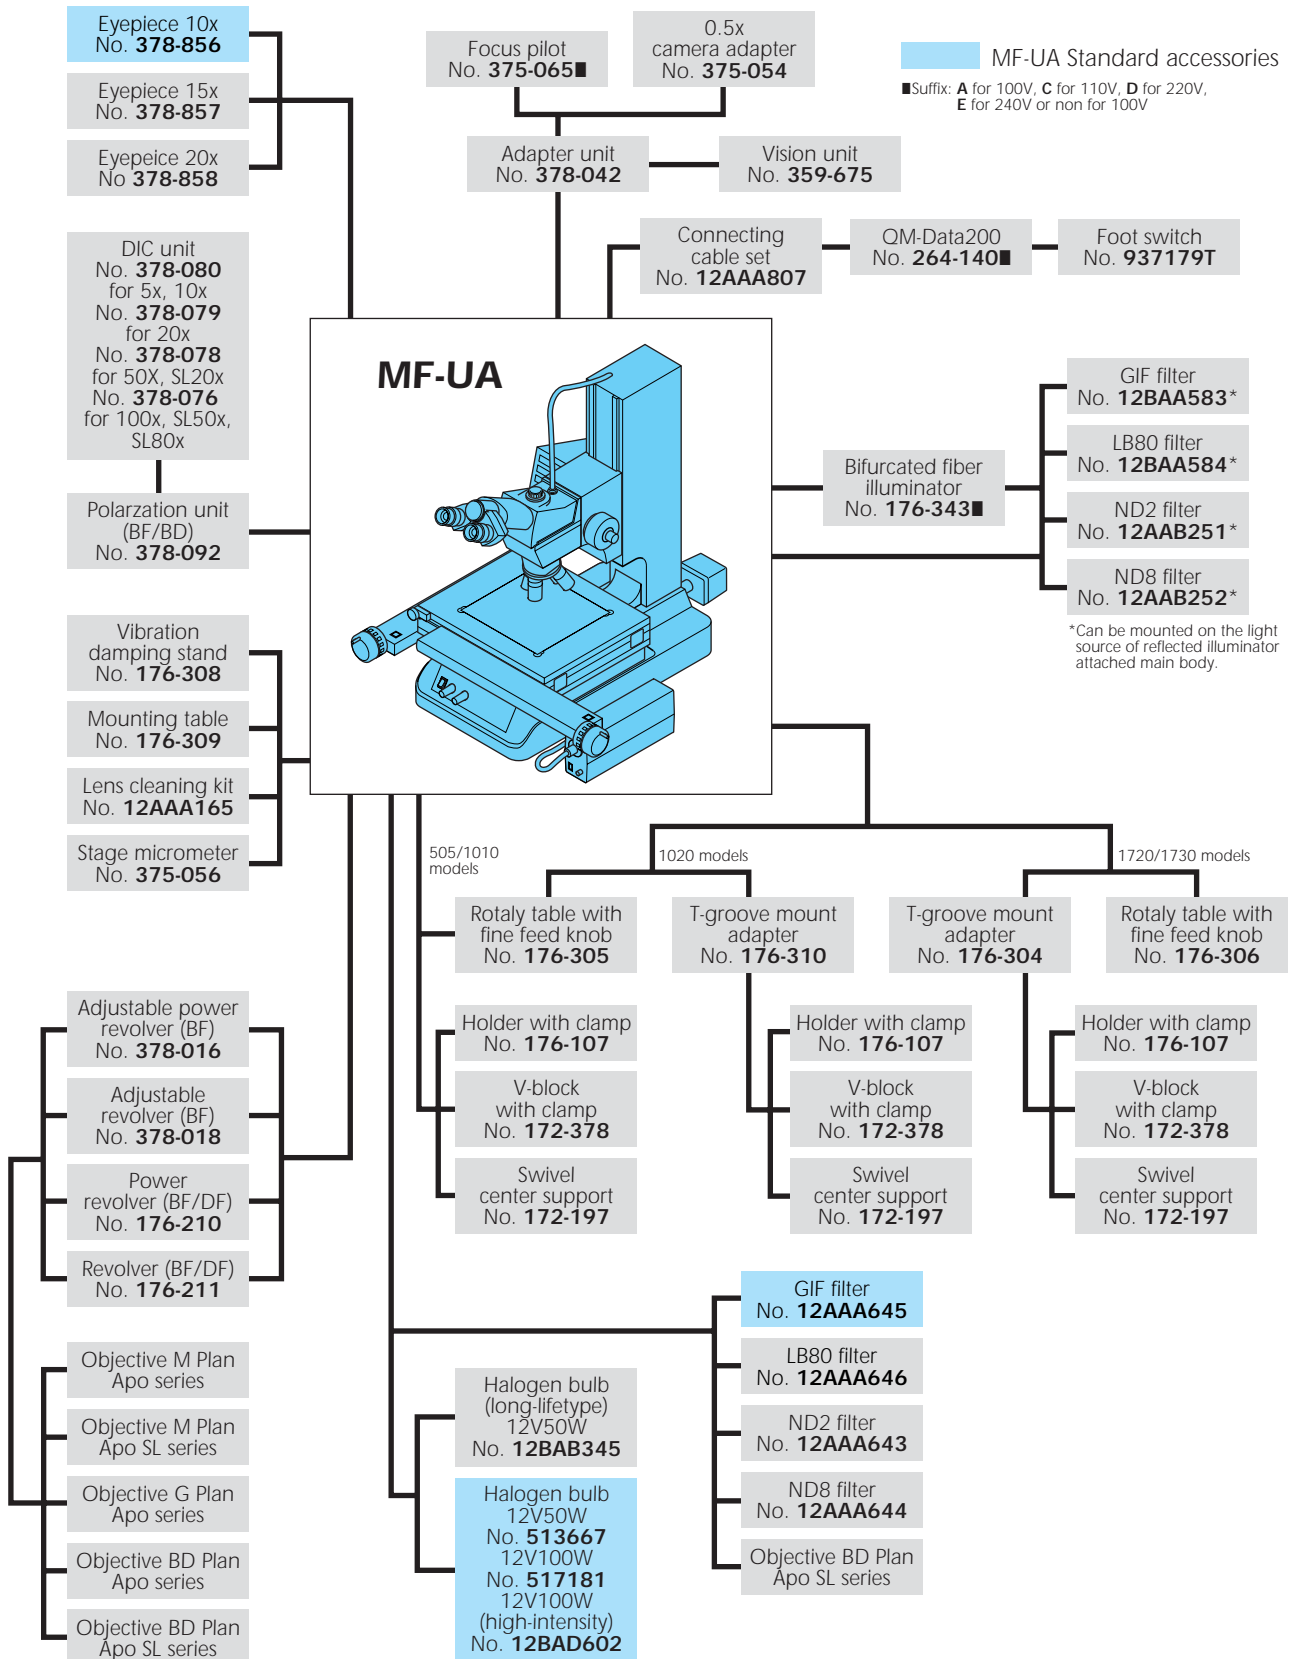 Eyepiece 10x
No. 378-856
Eyepiece 15x
No. 378-857
Eyepeice 20x
No 378-858
Focus pilot
No. 375-065■
0.5x
camera adapter
No. 375-054
MF-UA Standard accessories
■Suffix: A for 100V, C for 110V, D for 220V,
E for 240V or non for 100V
Adapter unit
No. 378-042
Vision unit
No. 359-675
Connecting
cable set
No. 12AAA807
QM-Data200
No. 264-140■
Foot switch
No. 937179T
DIC unit
No. 378-080
for 5x, 10x
No. 378-079
for 20x
No. 378-078
for 50X, SL20x
No. 378-076
for 100x, SL50x,
SL80x
Polarzation unit
(BF/BD)
No. 378-092
MF-UA
Bifurcated fiber
illuminator
No. 176-343■
GIF filter
No. 12BAA583*
LB80 filter
No. 12BAA584*
ND2 filter
No. 12AAB251*
ND8 filter
No. 12AAB252*
*Can be mounted on the light
source of reflected illuminator
attached main body.
Vibration
damping stand
No. 176-308
Mounting table
No. 176-309
Lens cleaning kit
No. 12AAA165
Stage micrometer
No. 375-056
505/1010
models
1020 models
1720/1730 models
Rotaly table with
fine feed knob
No. 176-305
T-groove mount
adapter
No. 176-310
T-groove mount
adapter
No. 176-304
Rotaly table with
fine feed knob
No. 176-306
Holder with clamp
No. 176-107
V-block
with clamp
No. 172-378
Swivel
center support
No. 172-197
Holder with clamp
No. 176-107
V-block
with clamp
No. 172-378
Swivel
center support
No. 172-197
Holder with clamp
No. 176-107
V-block
with clamp
No. 172-378
Swivel
center support
No. 172-197
Adjustable power
revolver (BF)
No. 378-016
Adjustable
revolver (BF)
No. 378-018
Power
revolver (BF/DF)
No. 176-210
Revolver (BF/DF)
No. 176-211
Objective M Plan
Apo series
Objective M Plan
Apo SL series
Objective G Plan
Apo series
Objective BD Plan
Apo series
Objective BD Plan
Apo SL series
Halogen bulb
(long-lifetype)
12V50W
No. 12BAB345
Halogen bulb
12V50W
No. 513667
12V100W
No. 517181
12V100W
(high-intensity)
No. 12BAD602
GIF filter
No. 12AAA645
LB80 filter
No. 12AAA646
ND2 filter
No. 12AAA643
ND8 filter
No. 12AAA644
Objective BD Plan
Apo SL series